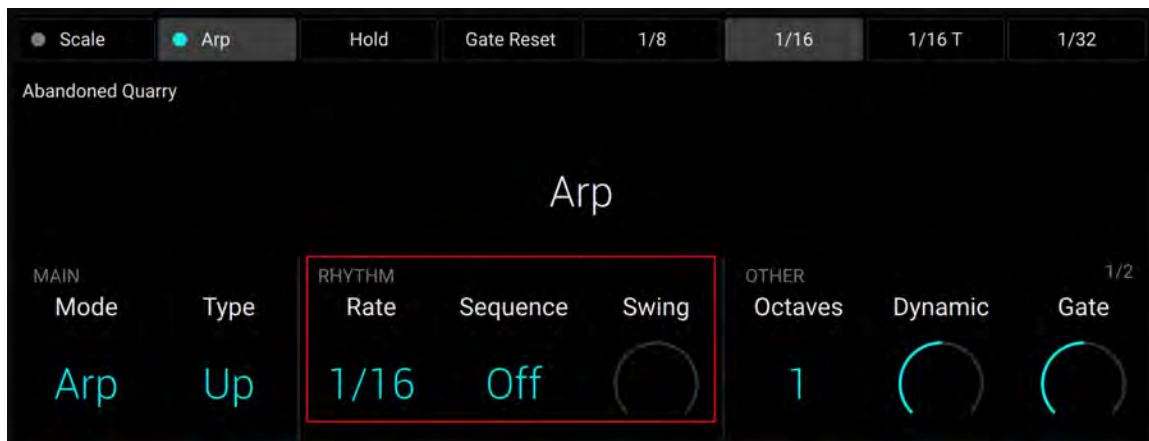 Scale Arp Hold Gate Reset 1/8 1/16 1/16 T 1/32
Abandoned Quarry
Arp
MAIN RHYTHM OTHER 1/2
Mode Type Rate Sequence Swing Octaves Dynamic Gate
Arp Up 1/16 Off 1